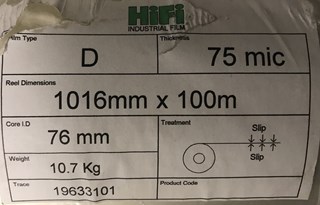 HiFi
INDUSTRIAL FILM
Film Type
D
Thickness
75 mic
Reel Dimensions
1016mm x 100m
Core I.D
76 mm
Treatment
Slip
Slip
Weight
10.7 Kg
Trace
19633101
Product Code